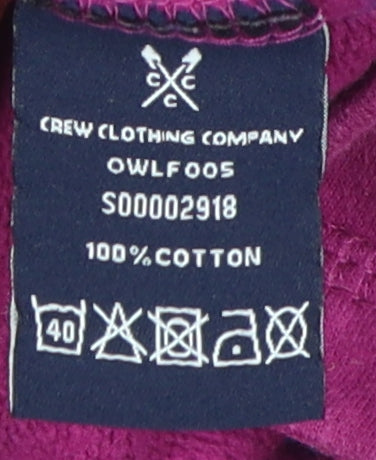 C C
C
CREW CLOTHING COMPANY
OWLF005
S00002918
100% COTTON
40